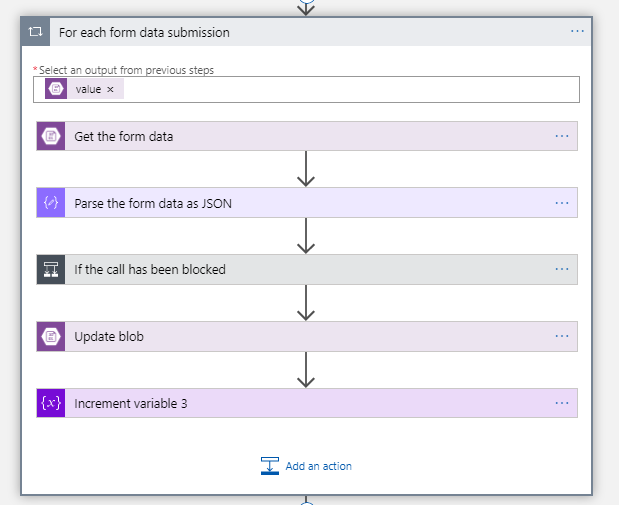 For each form data submission
...
*Select an output from previous steps
value ×
Get the form data ...
Parse the form data as JSON ...
If the call has been blocked ...
Update blob ...
{x} Increment variable 3 ...
Add an action